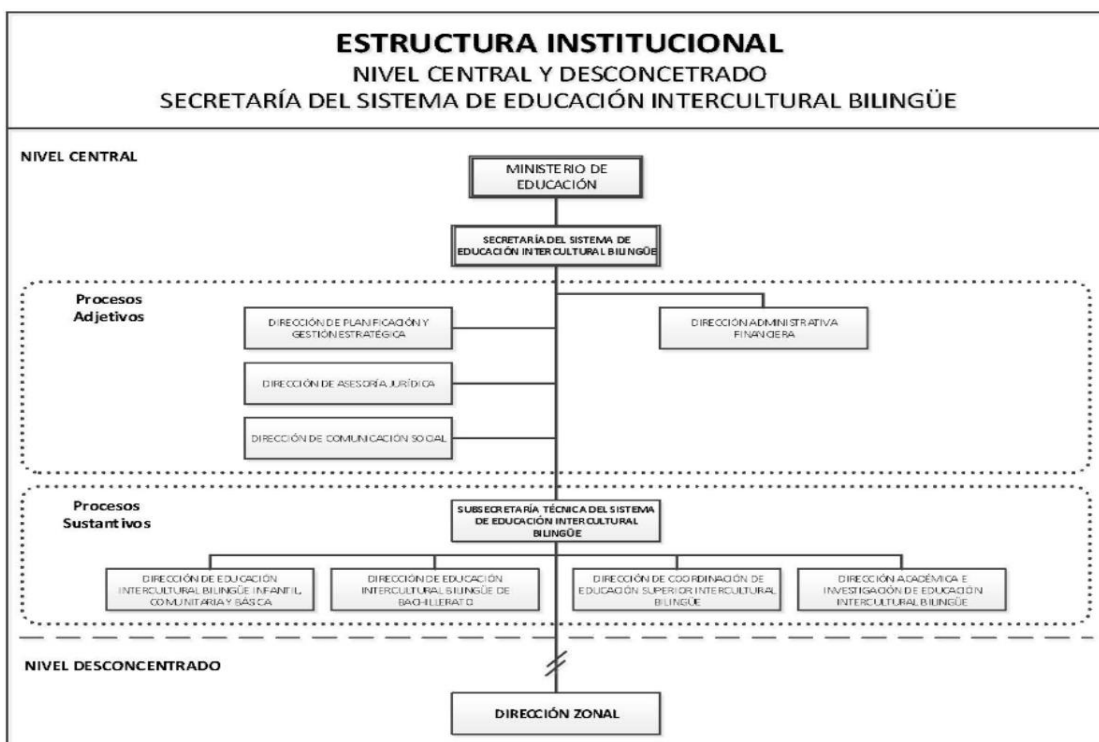 ESTRUCTURA INSTITUCIONAL
NIVEL CENTRAL Y DESCONCETRADO
SECRETARÍA DEL SISTEMA DE EDUCACIÓN INTERCULTURAL BILINGÜE
NIVEL CENTRAL
MINISTERIO DE
EDUCACIÓN
SECRETARÍA DEL SISTEMA DE
EDUCACIÓN INTERCULTURAL BILINGÜE
Procesos
Adjetivos
DIRECCIÓN DE PLANIFICACIÓN Y
GESTIÓN ESTRATÉGICA
DIRECCIÓN ADMINISTRATIVA
FINANCIERA
DIRECCIÓN DE ASESORÍA JURÍDICA
DIRECCIÓN DE COMUNICACIÓN SOCIAL
Procesos
Sustantivos
SUBSECRETARÍA TÉCNICA DEL SISTEMA
DE EDUCACIÓN INTERCULTURAL
BILINGÜE
DIRECCIÓN DE EDUCACIÓN
INTERCULTURAL BILINGÜE INFANTIL,
COMUNITARIA Y BÁSICA
DIRECCIÓN DE EDUCACIÓN
INTERCULTURAL BILINGÜE DE
BACHILLERATO
DIRECCIÓN DE COORDINACIÓN DE
EDUCACIÓN SUPERIOR INTERCULTURAL
BILINGÜE
DIRECCIÓN ACADÉMICA E
INVESTIGACIÓN DE EDUCACIÓN
INTERCULTURAL BILINGÜE
NIVEL DESCONCENTRADO
DIRECCIÓN ZONAL